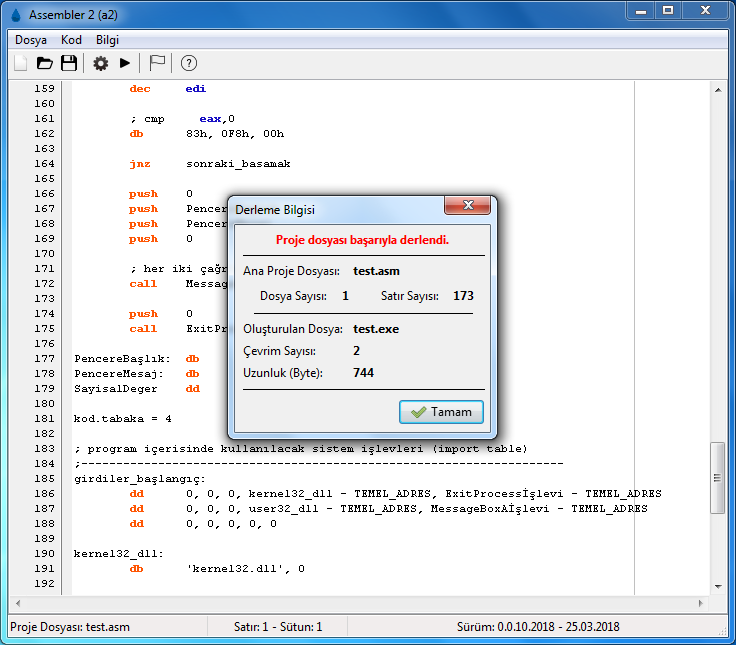 Assembler 2 (a2)
Dosya Kod Bilgi
159 dec edi
160
161 ; cmp eax,0
162 db 83h, 0F8h, 00h
163
164 jnz sonraki_basamak
165
166 push 0
167 push
168 push
169 push 0
170
171 ; her iki
172 call
173
174 push 0
175 call
176
177 PencereBaşlık: db
178 PencereMesaj: db
179 SayisalDeger dd
180
181 kod.tabaka = 4
182
183 ; program içerisinde kullanılacak sistem işlevleri (import table)
184 ;-------------------------------------------------------------------
185 girdiler_başlangıç:
186 dd 0, 0, 0, kernel32_dll - TEMEL_ADRES, ExitProcessİşlevi - TEMEL_ADRES
187 dd 0, 0, 0, user32_dll - TEMEL_ADRES, MessageBoxAİşlevi - TEMEL_ADRES
188 dd 0, 0, 0, 0, 0
189
190 kernel32_dll:
191 db 'kernel32.dll', 0
192
Derleme Bilgisi
Proje dosyası başarıyla derlendi.
Ana Proje Dosyası: test.asm
Dosya Sayısı: 1 Satır Sayısı: 173
Oluşturulan Dosya: test.exe
Çevrim Sayısı: 2
Uzunluk (Byte): 744
Tamam
Proje Dosyası: test.asm Satır: 1 - Sütun: 1 Sürüm: 0.0.10.2018 - 25.03.2018